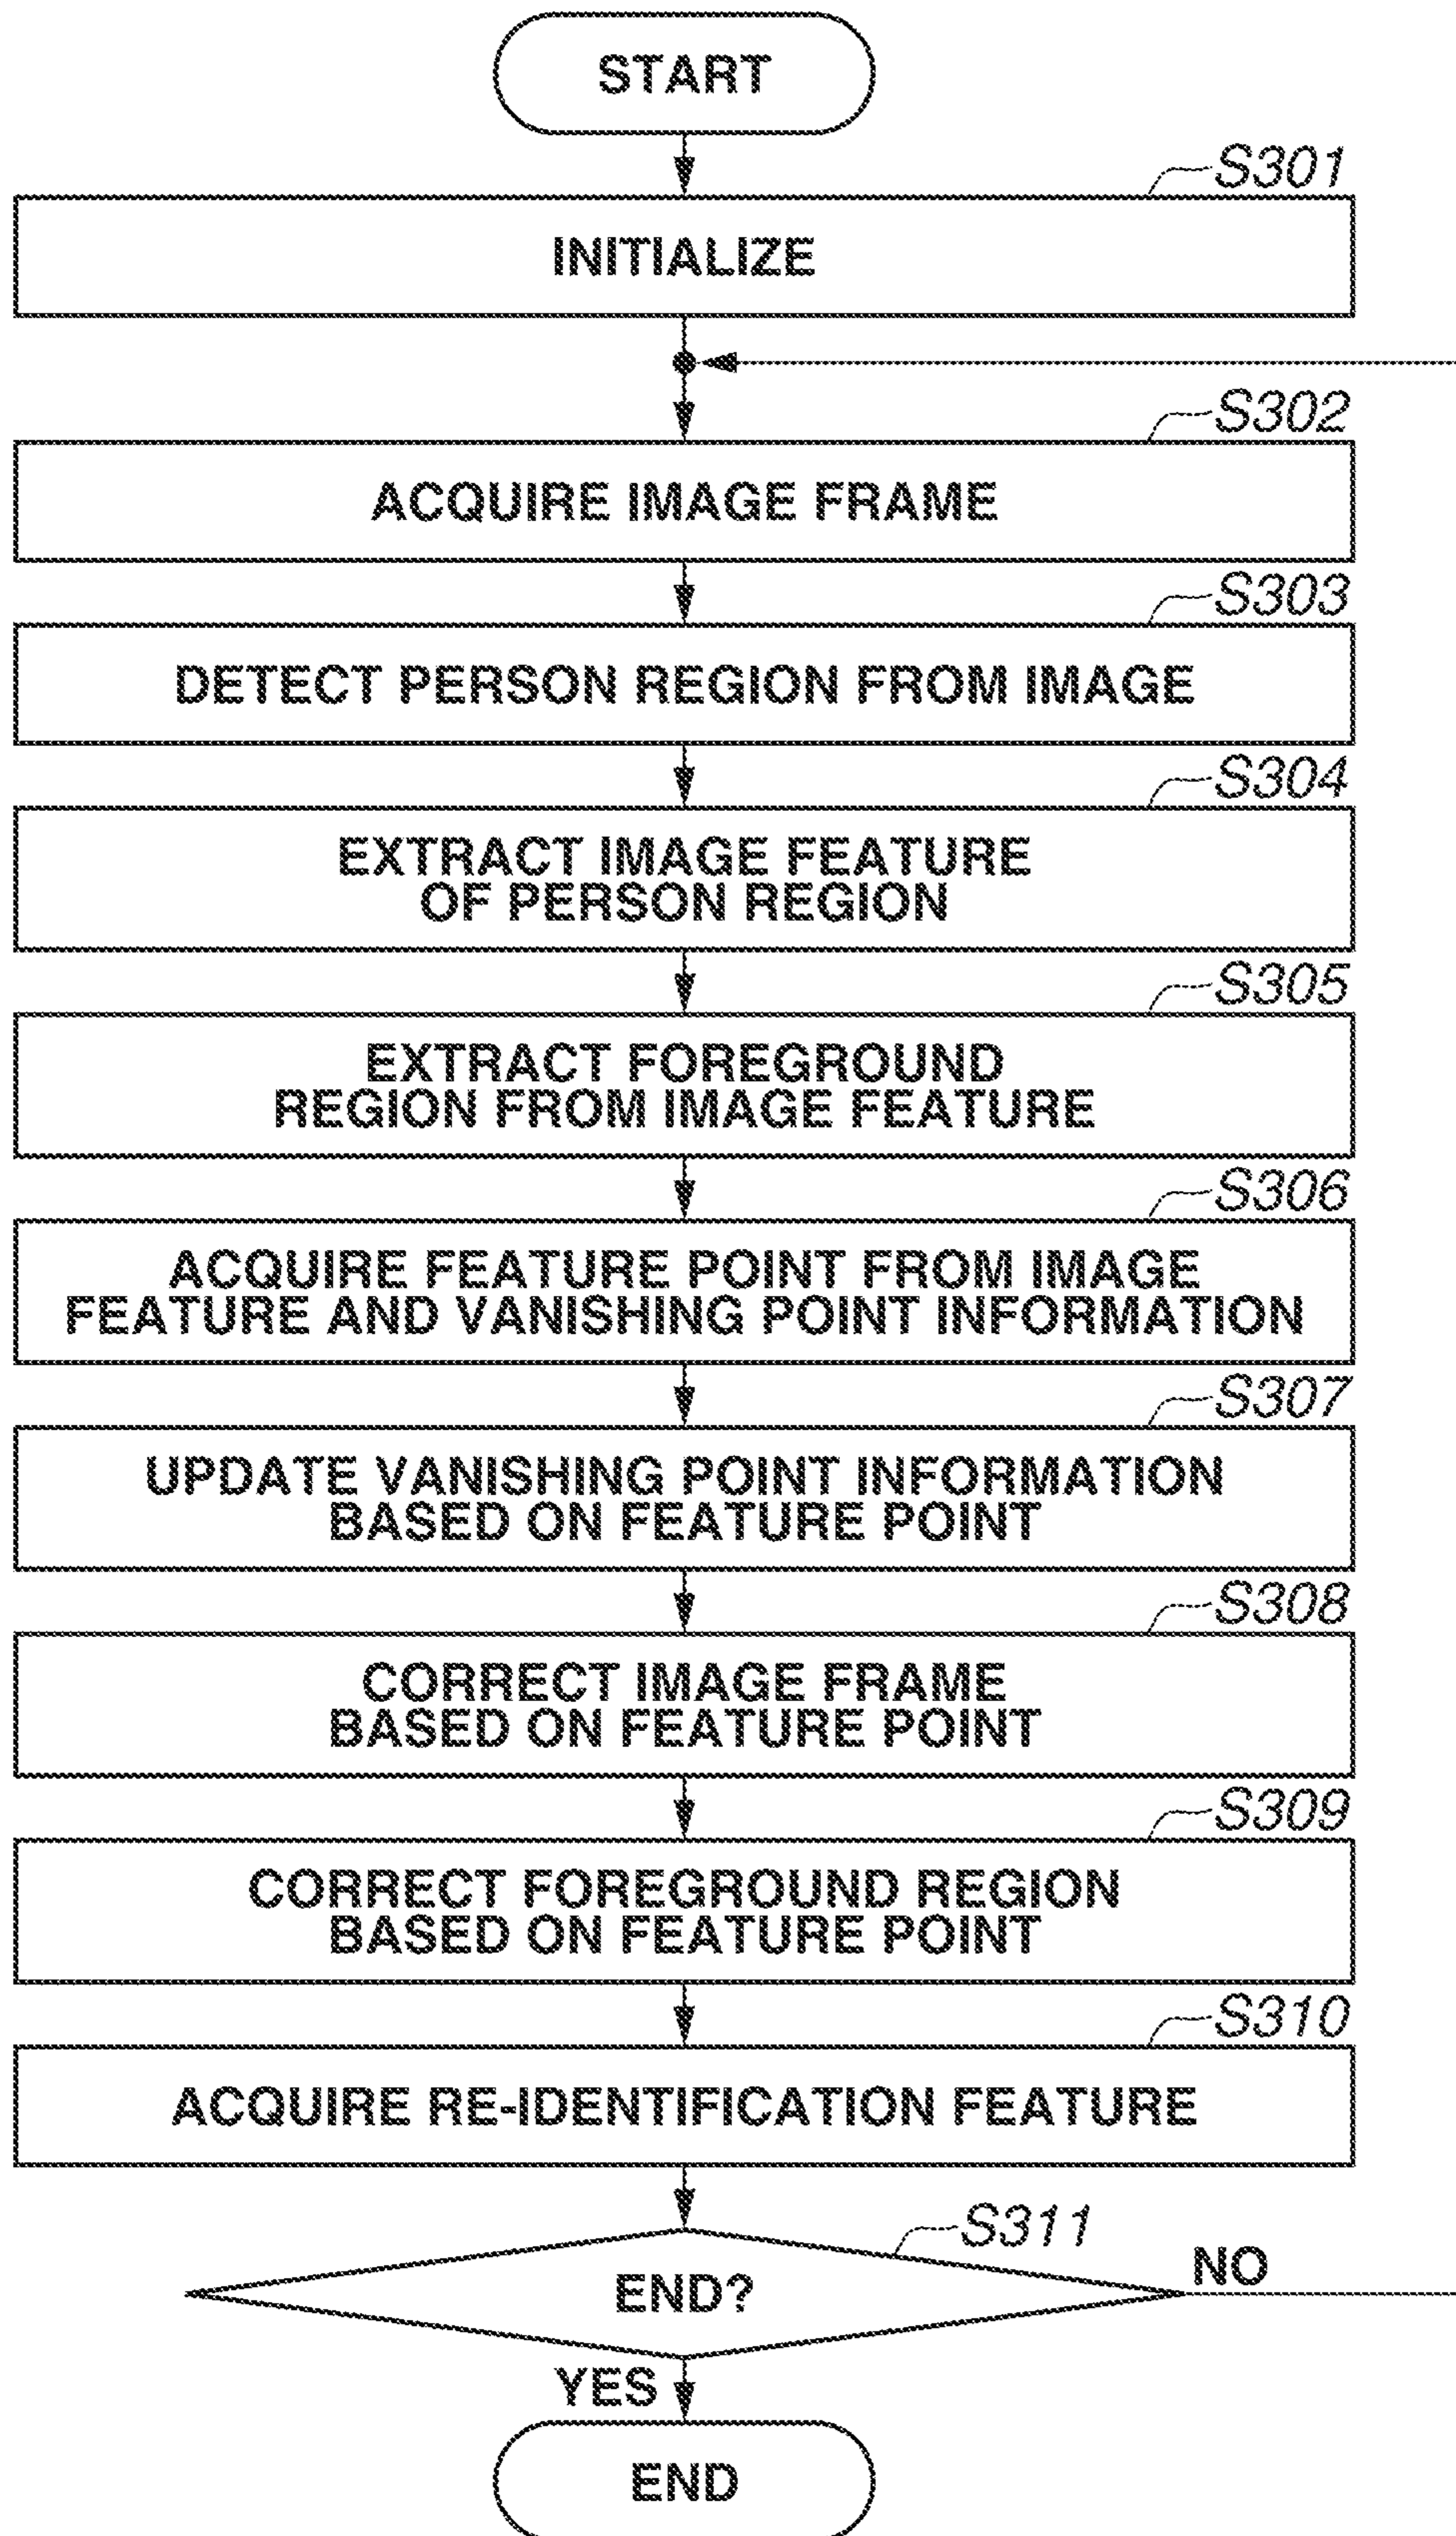 START
S301
INITIALIZE
S302
ACQUIRE IMAGE FRAME
S303
DETECT PERSON REGION FROM IMAGE
S304
EXTRACT IMAGE FEATURE
OF PERSON REGION
S305
EXTRACT FOREGROUND
REGION FROM IMAGE FEATURE
S306
ACQUIRE FEATURE POINT FROM IMAGE
FEATURE AND VANISHING POINT INFORMATION
S307
UPDATE VANISHING POINT INFORMATION
BASED ON FEATURE POINT
S308
CORRECT IMAGE FRAME
BASED ON FEATURE POINT
S309
CORRECT FOREGROUND REGION
BASED ON FEATURE POINT
S310
ACQUIRE RE-IDENTIFICATION FEATURE
S311
END?
NO
YES
END